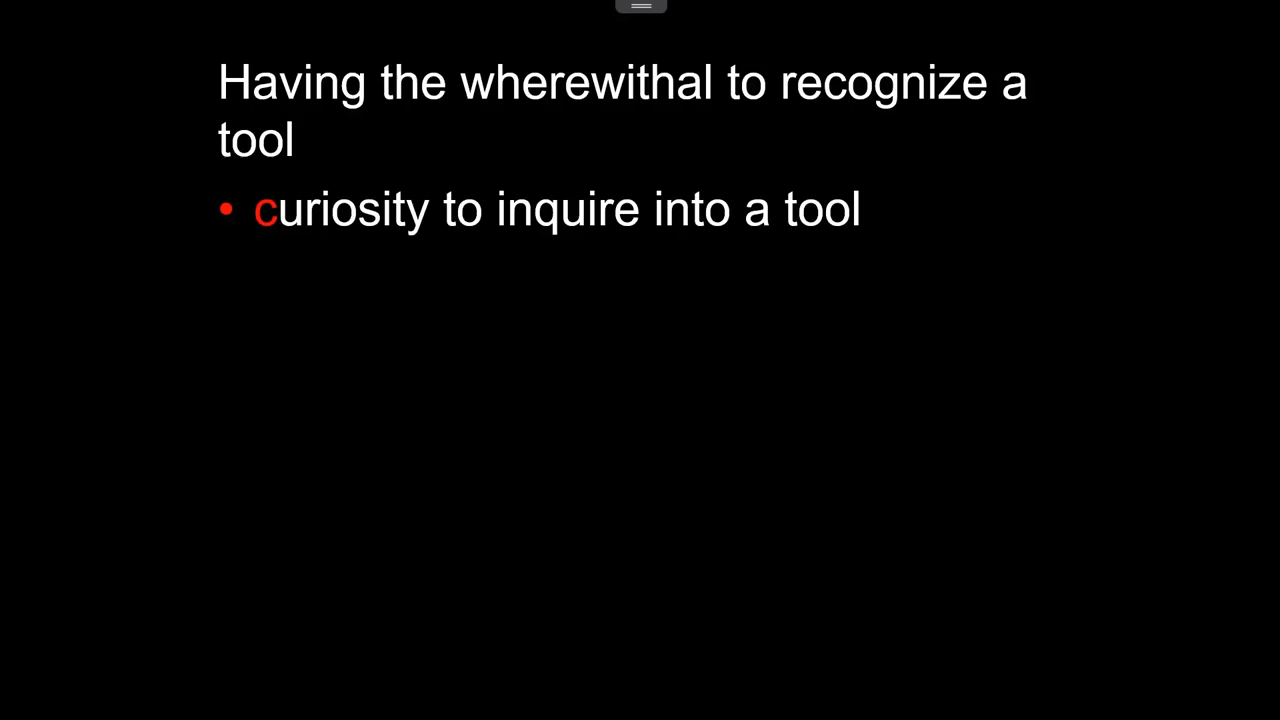 Having the wherewithal to recognize a
tool
• curiosity to inquire into a tool